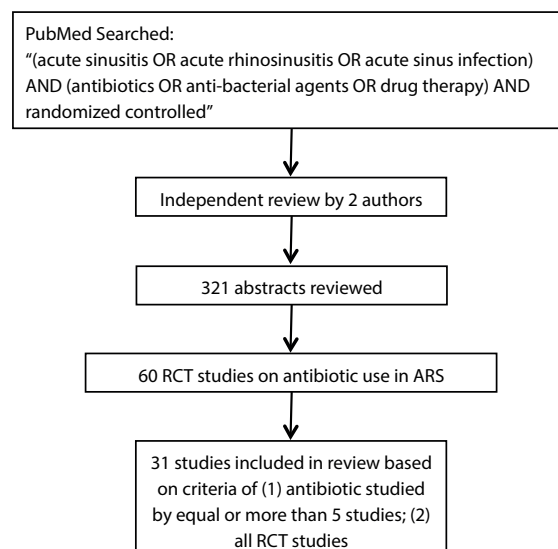 PubMed Searched:
“(acute sinusitis OR acute rhinosinusitis OR acute sinus infection)
AND (antibiotics OR anti-bacterial agents OR drug therapy) AND
randomized controlled”
Independent review by 2 authors
321 abstracts reviewed
60 RCT studies on antibiotic use in ARS
31 studies included in review based
on criteria of (1) antibiotic studied
by equal or more than 5 studies; (2)
all RCT studies